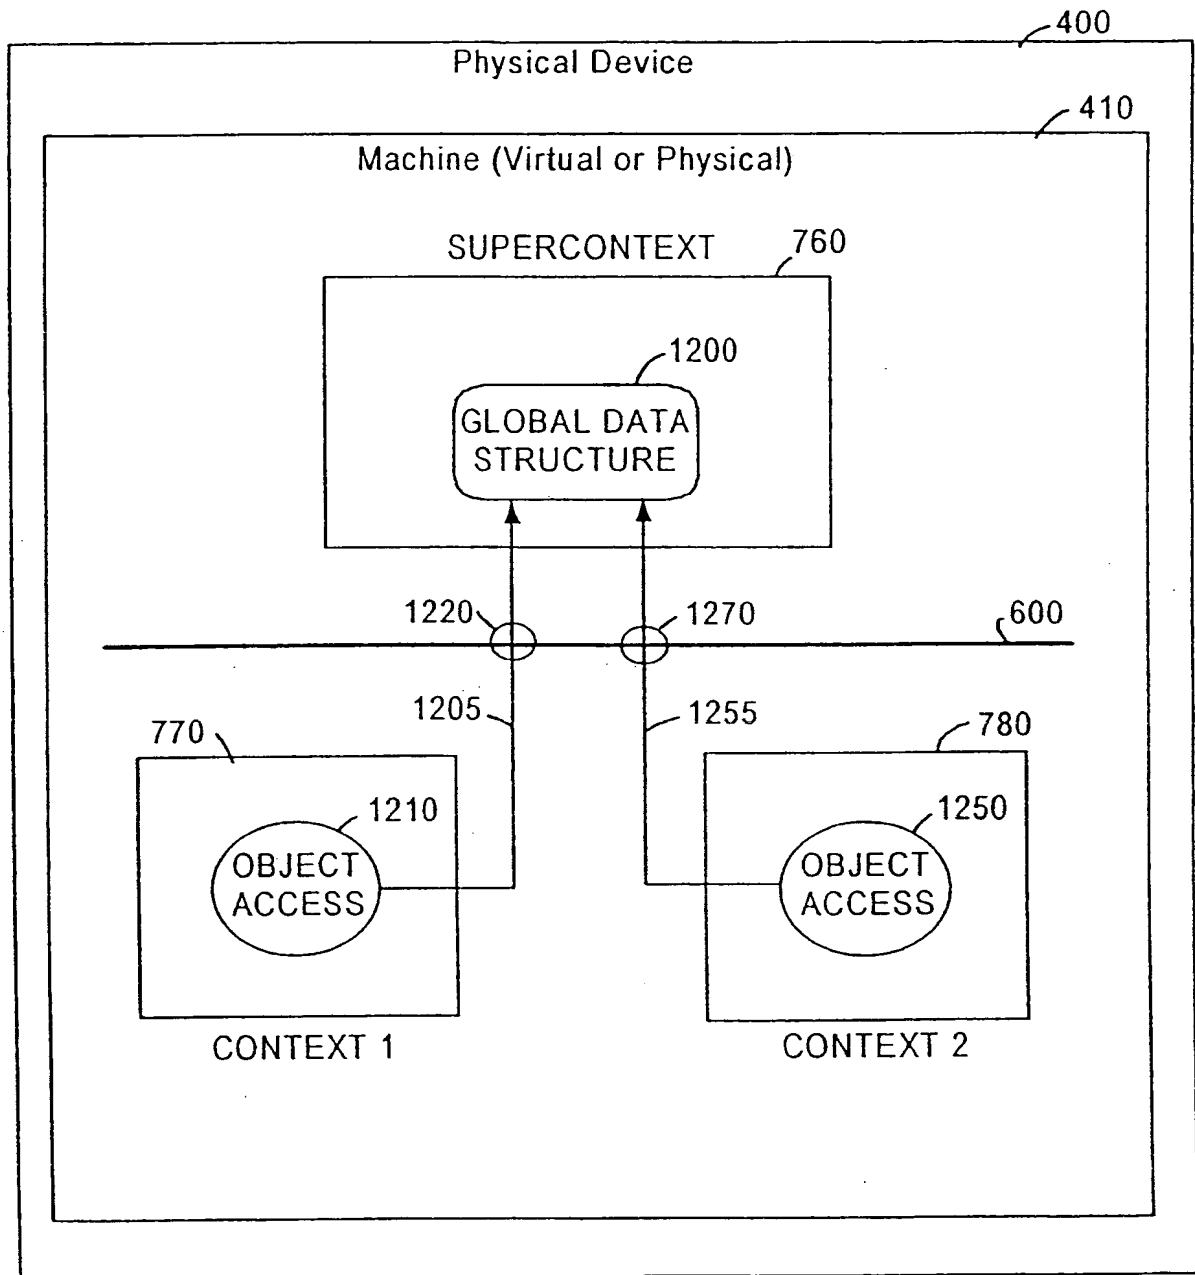 400
Physical Device
410
Machine (Virtual or Physical)
SUPERCONTEXT
760
1200
GLOBAL DATA
STRUCTURE
1220
1270
600
1205
1255
770
780
1210
1250
OBJECT
ACCESS
OBJECT
ACCESS
CONTEXT 1
CONTEXT 2